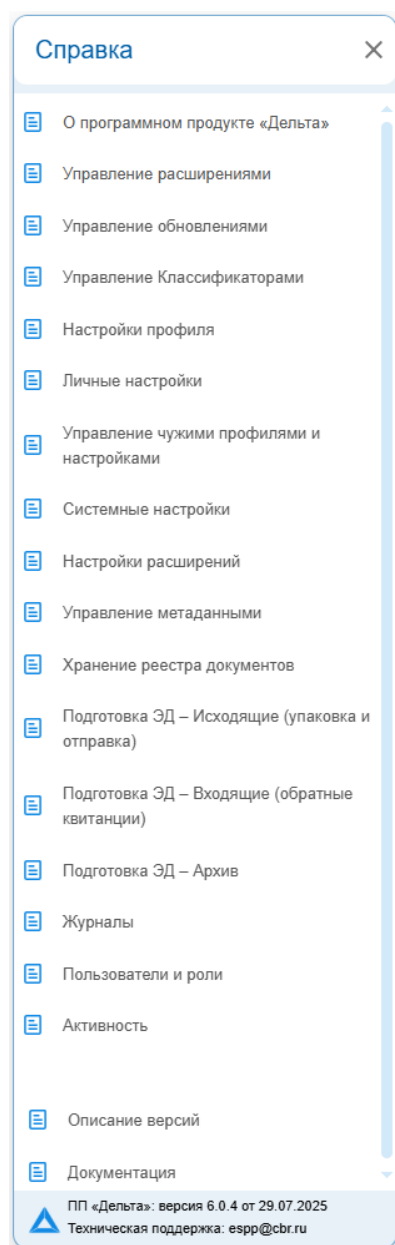 Справка
О программном продукте «Дельта»
Управление расширениями
Управление обновлениями
Управление Классификаторами
Настройки профиля
Личные настройки
Управление чужими профилями и
настройками
Системные настройки
Настройки расширений
Управление метаданными
Хранение реестра документов
Подготовка ЭД – Исходящие (упаковка и
отправка)
Подготовка ЭД – Входящие (обратные
квитанции)
Подготовка ЭД – Архив
Журналы
Пользователи и роли
Активность
Описание версий
Документация
ПП «Дельта»: версия 6.0.4 от 29.07.2025
Техническая поддержка: espp@cbr.ru